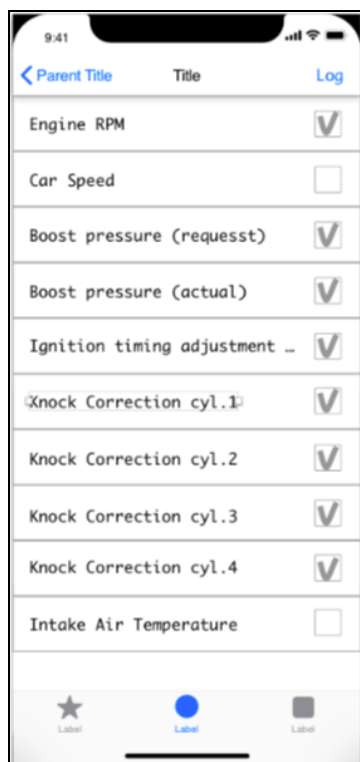 9:41
Parent Title Title Log
Engine RPM
Car Speed
Boost pressure (requesst)
Boost pressure (actual)
Ignition timing adjustment …
Knock Correction cyl.1
Knock Correction cyl.2
Knock Correction cyl.3
Knock Correction cyl.4
Intake Air Temperature
Label Label Label